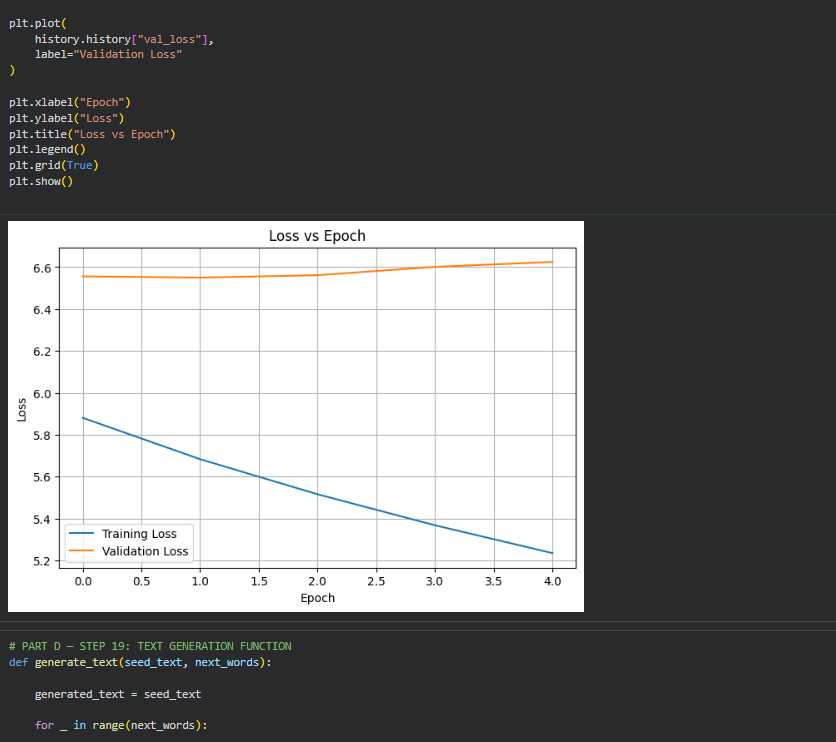 plt.plot(
    history.history["val_loss"],
    label="Validation Loss"
)
plt.xlabel("Epoch")
plt.ylabel("Loss")
plt.title("Loss vs Epoch")
plt.legend()
plt.grid(True)
plt.show()
Loss vs Epoch
6.6
6.4
6.2
6.0
5.8
5.6
5.4
5.2
Loss
Training Loss
Validation Loss
0.0 0.5 1.0 1.5 2.0 2.5 3.0 3.5 4.0
Epoch
# PART D — STEP 19: TEXT GENERATION FUNCTION
def generate_text(seed_text, next_words):
    generated_text = seed_text
    for _ in range(next_words):